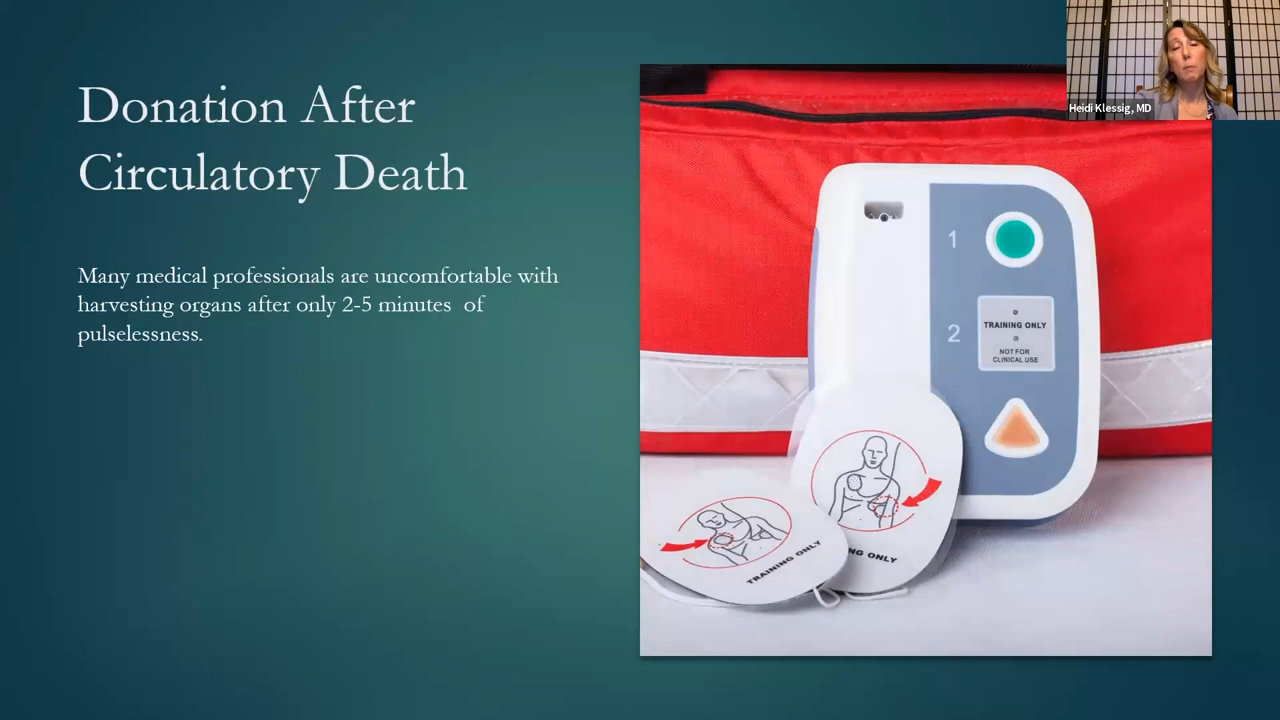 Donation After
Circulatory Death
Many medical professionals are uncomfortable with
harvesting organs after only 2-5 minutes  of
pulselessness.
Heidi Klessig, MD
1
2
TRAINING ONLY
NOT FOR
CLINICAL USE
TRAINING ONLY
NG ONLY